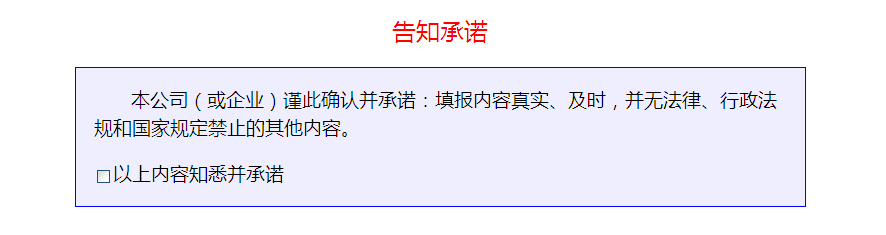 告知承诺
本公司（或企业）谨此确认并承诺：填报内容真实、及时，并无法律、行政法
规和国家规定禁止的其他内容。
以上内容知悉并承诺